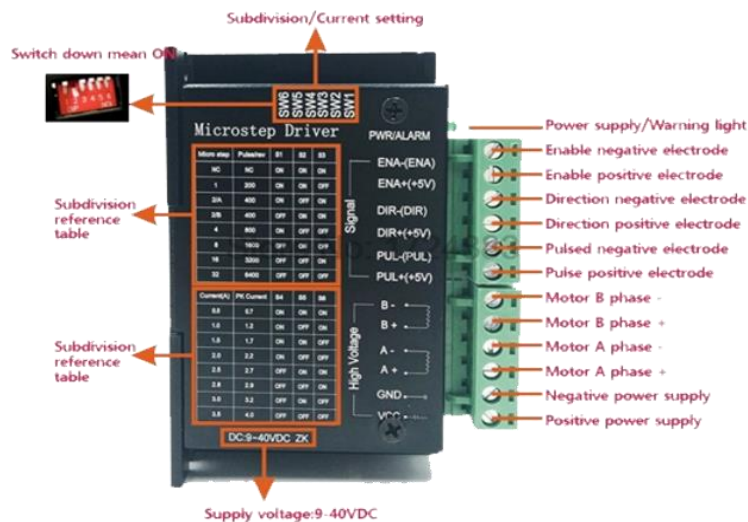 Subdivision/Current setting
Switch down mean ON
SW6
SW5
SW4
SW3
SW2
SW1
Microstep Driver
PWR/ALARM
Power supply/Warning light
Micro step Pulse/rev S1 S2 S3
NC NC ON ON ON
1 200 ON ON OFF
2/A 400 ON OFF ON
2/B 400 OFF ON ON
4 800 ON OFF OFF
8 1600 OFF ON OFF
16 3200 OFF OFF ON
32 6400 OFF OFF OFF
Subdivision
reference
table
Signal
ENA-(ENA)
ENA+(+5V)
DIR-(DIR)
DIR+(+5V)
PUL-(PUL)
PUL+(+5V)
Enable negative electrode
Enable positive electrode
Direction negative electrode
Direction positive electrode
Pulsed negative electrode
Pulse positive electrode
Current(A) PK Current S4 S5 S6
0.5 0.7 ON ON ON
1.0 1.2 ON OFF ON
1.5 1.7 ON ON OFF
2.0 2.2 ON OFF OFF
2.5 2.7 OFF ON ON
2.8 2.9 OFF OFF ON
3.0 3.2 OFF ON OFF
3.5 4.0 OFF OFF OFF
Subdivision
reference
table
High Voltage
B -
B +
A -
A +
GND
VCC
Motor B phase -
Motor B phase +
Motor A phase -
Motor A phase +
Negative power supply
Positive power supply
DC:9~40VDC ZK
Supply voltage:9-40VDC